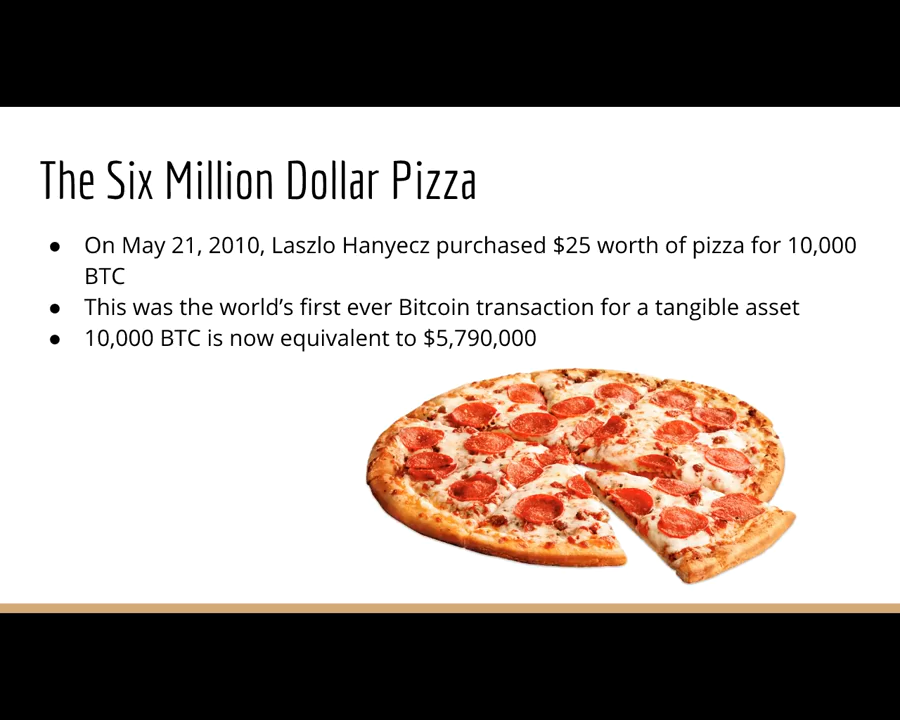 The Six Million Dollar Pizza
● On May 21, 2010, Laszlo Hanyecz purchased $25 worth of pizza for 10,000
BTC
● This was the world’s first ever Bitcoin transaction for a tangible asset
● 10,000 BTC is now equivalent to $5,790,000